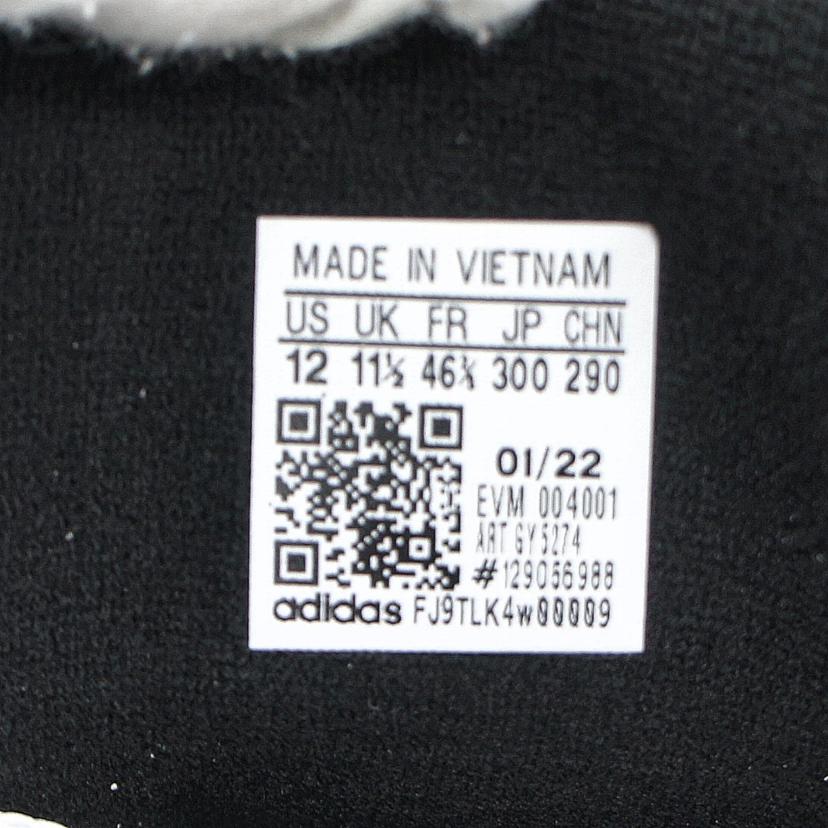 MADE IN VIETNAM
US UK FR JP CHN
12 11½ 46⅔ 300 290
01/22
EVM 004001
ART GY5274
#129056988
adidas FJ9TLK4w00009